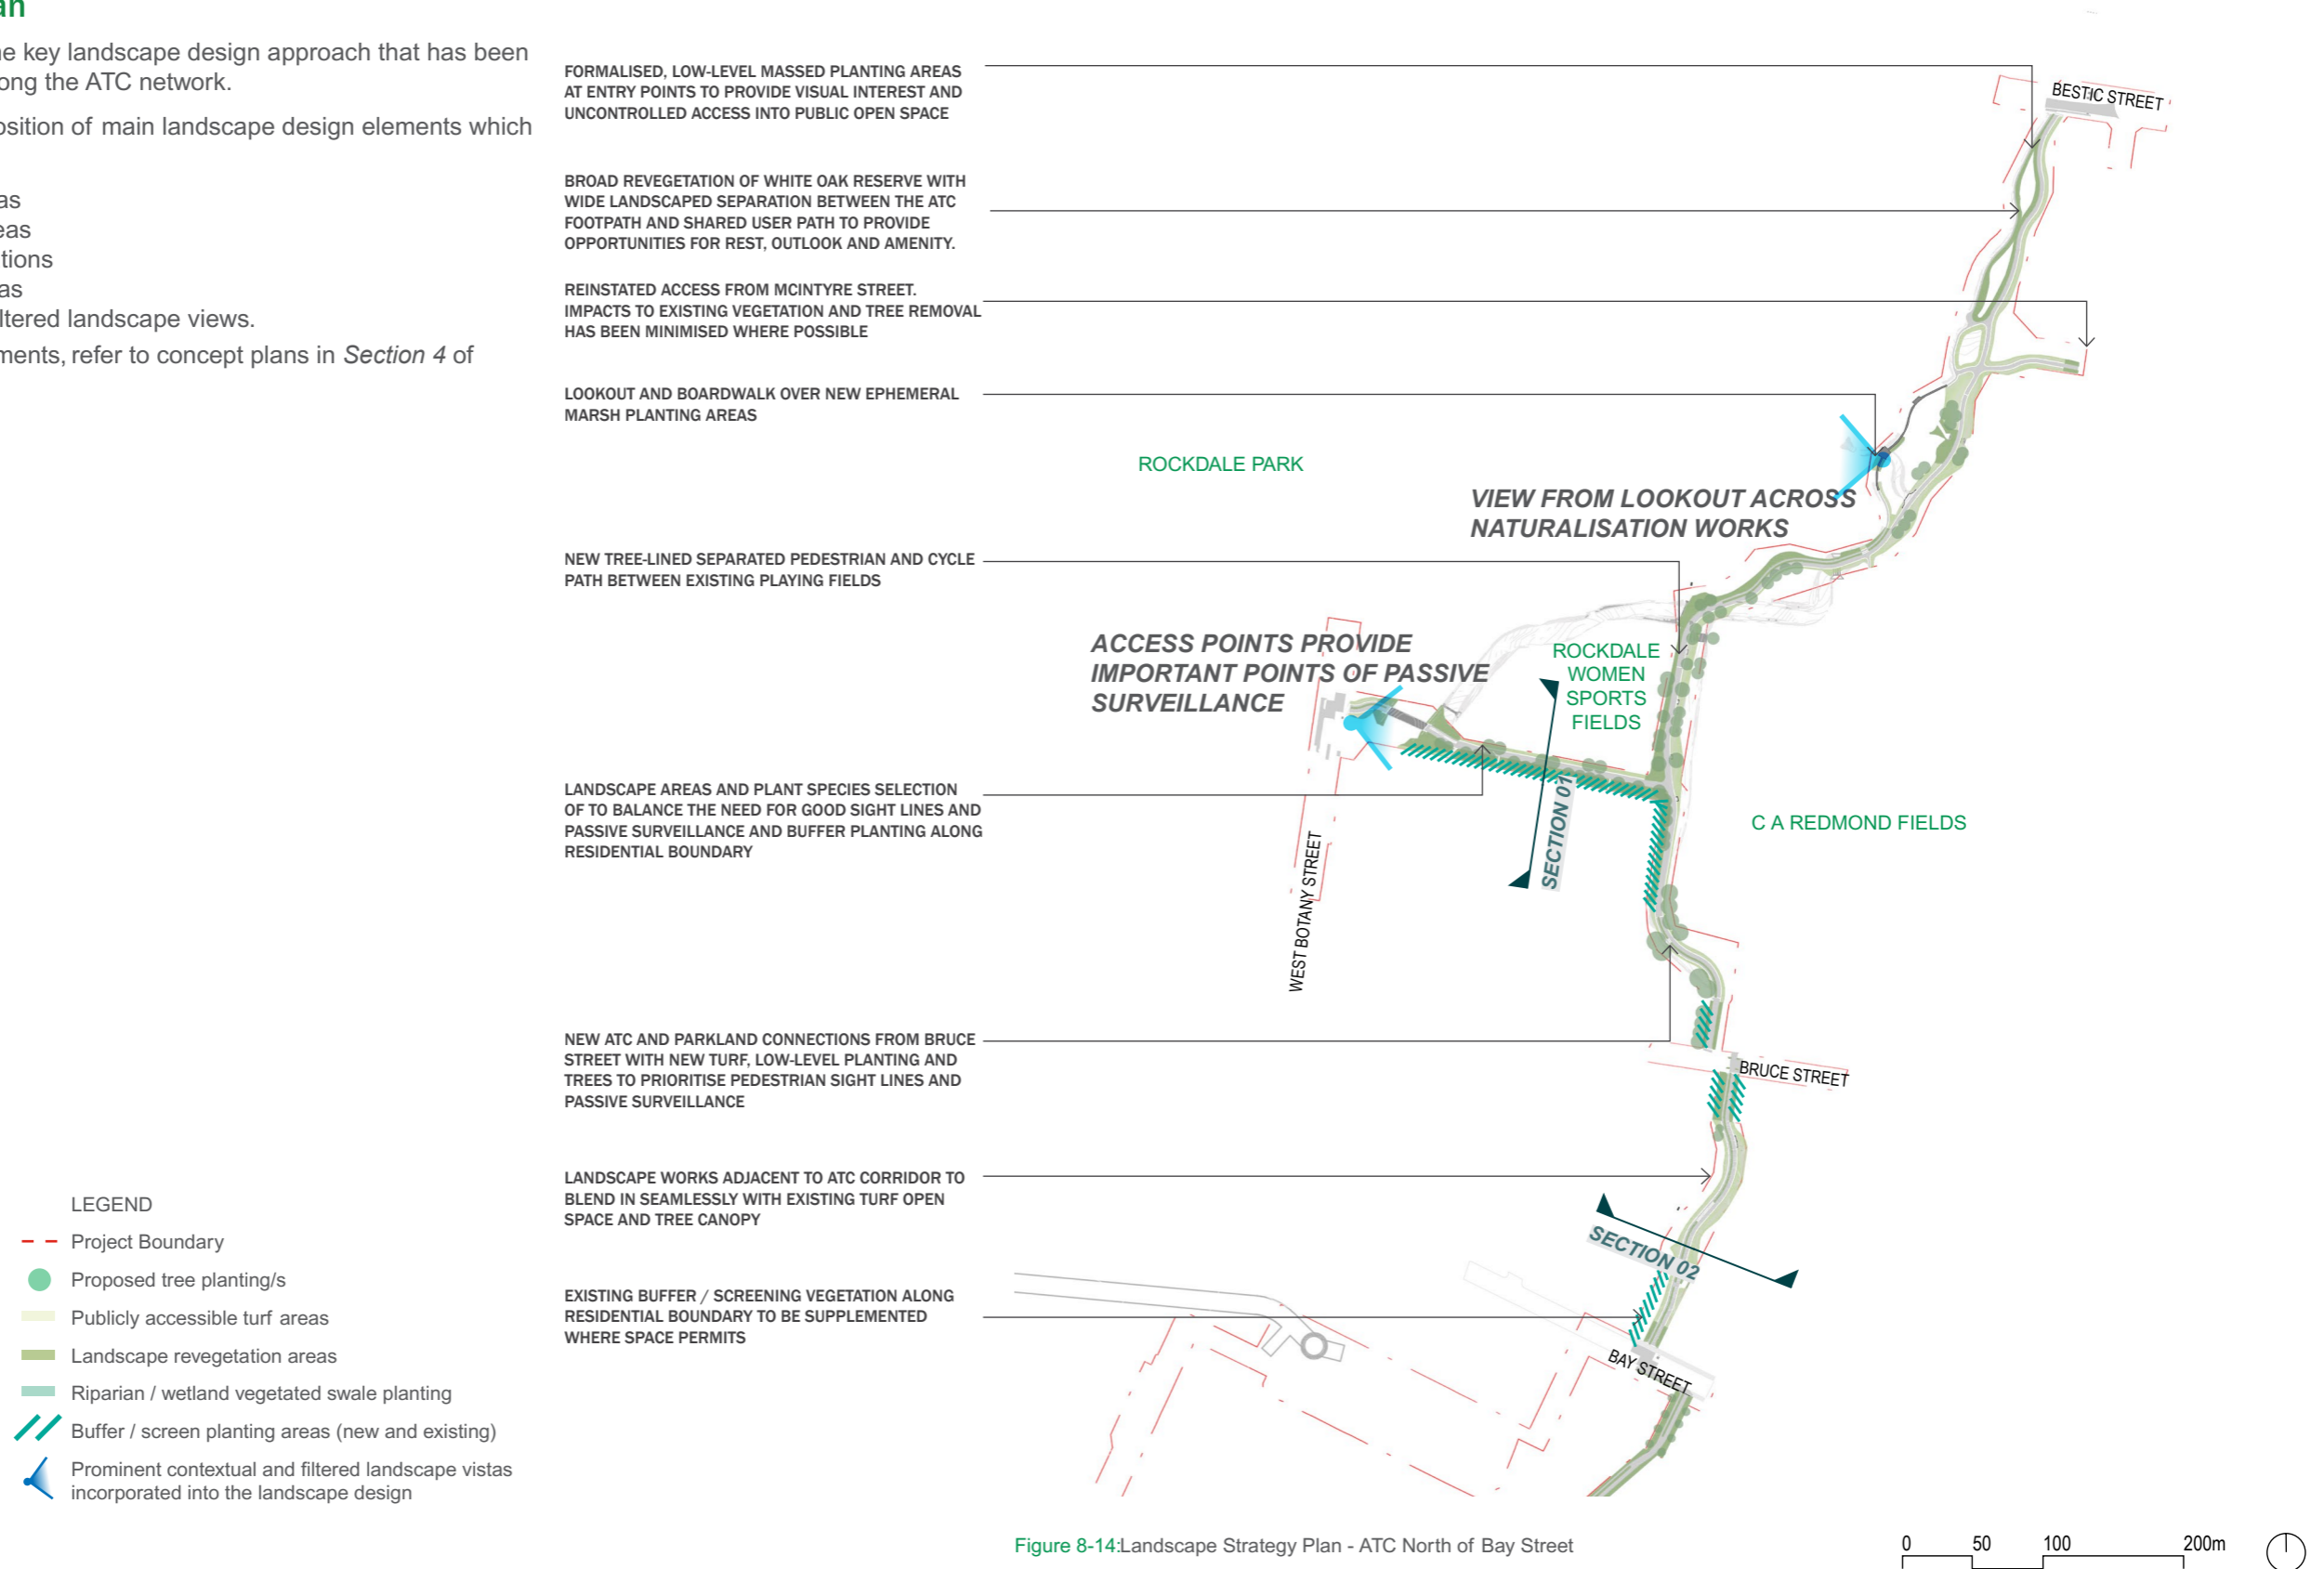 an
e key landscape design approach that has been
ong the ATC network.
osition of main landscape design elements which
as
eas
tions
as
ltered landscape views.
ments, refer to concept plans in Section 4 of
FORMALISED, LOW-LEVEL MASSED PLANTING AREAS
AT ENTRY POINTS TO PROVIDE VISUAL INTEREST AND
UNCONTROLLED ACCESS INTO PUBLIC OPEN SPACE
BROAD REVEGETATION OF WHITE OAK RESERVE WITH
WIDE LANDSCAPED SEPARATION BETWEEN THE ATC
FOOTPATH AND SHARED USER PATH TO PROVIDE
OPPORTUNITIES FOR REST, OUTLOOK AND AMENITY.
REINSTATED ACCESS FROM MCINTYRE STREET.
IMPACTS TO EXISTING VEGETATION AND TREE REMOVAL
HAS BEEN MINIMISED WHERE POSSIBLE
LOOKOUT AND BOARDWALK OVER NEW EPHEMERAL
MARSH PLANTING AREAS
NEW TREE-LINED SEPARATED PEDESTRIAN AND CYCLE
PATH BETWEEN EXISTING PLAYING FIELDS
LANDSCAPE AREAS AND PLANT SPECIES SELECTION
OF TO BALANCE THE NEED FOR GOOD SIGHT LINES AND
PASSIVE SURVEILLANCE AND BUFFER PLANTING ALONG
RESIDENTIAL BOUNDARY
NEW ATC AND PARKLAND CONNECTIONS FROM BRUCE
STREET WITH NEW TURF, LOW-LEVEL PLANTING AND
TREES TO PRIORITISE PEDESTRIAN SIGHT LINES AND
PASSIVE SURVEILLANCE
LANDSCAPE WORKS ADJACENT TO ATC CORRIDOR TO
BLEND IN SEAMLESSLY WITH EXISTING TURF OPEN
SPACE AND TREE CANOPY
EXISTING BUFFER / SCREENING VEGETATION ALONG
RESIDENTIAL BOUNDARY TO BE SUPPLEMENTED
WHERE SPACE PERMITS
BESTIC STREET
ROCKDALE PARK
VIEW FROM LOOKOUT ACROSS
NATURALISATION WORKS
ACCESS POINTS PROVIDE
IMPORTANT POINTS OF PASSIVE
SURVEILLANCE
ROCKDALE
WOMEN
SPORTS
FIELDS
SECTION 01
C A REDMOND FIELDS
WEST BOTANY STREET
BRUCE STREET
SECTION 02
BAY STREET
LEGEND
Project Boundary
Proposed tree planting/s
Publicly accessible turf areas
Landscape revegetation areas
Riparian / wetland vegetated swale planting
Buffer / screen planting areas (new and existing)
Prominent contextual and filtered landscape vistas
incorporated into the landscape design
Figure 8-14:Landscape Strategy Plan - ATC North of Bay Street
0 50 100 200m